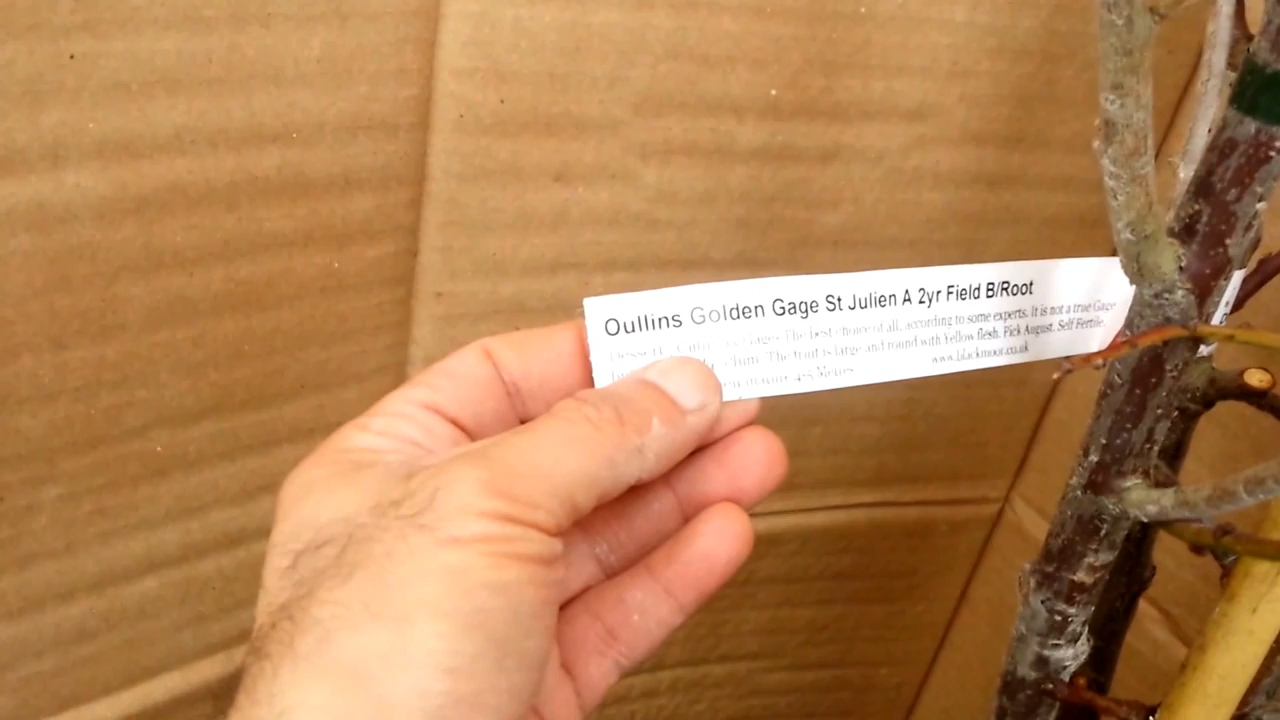 Oullins Golden Gage St Julien A 2yr Field B/Root
Gage. The best choice of all, according to some experts. It is not a true Gage
The fruit is large and round with Yellow flesh. Pick August. Self Fertile.
www.blackmoor.co.uk